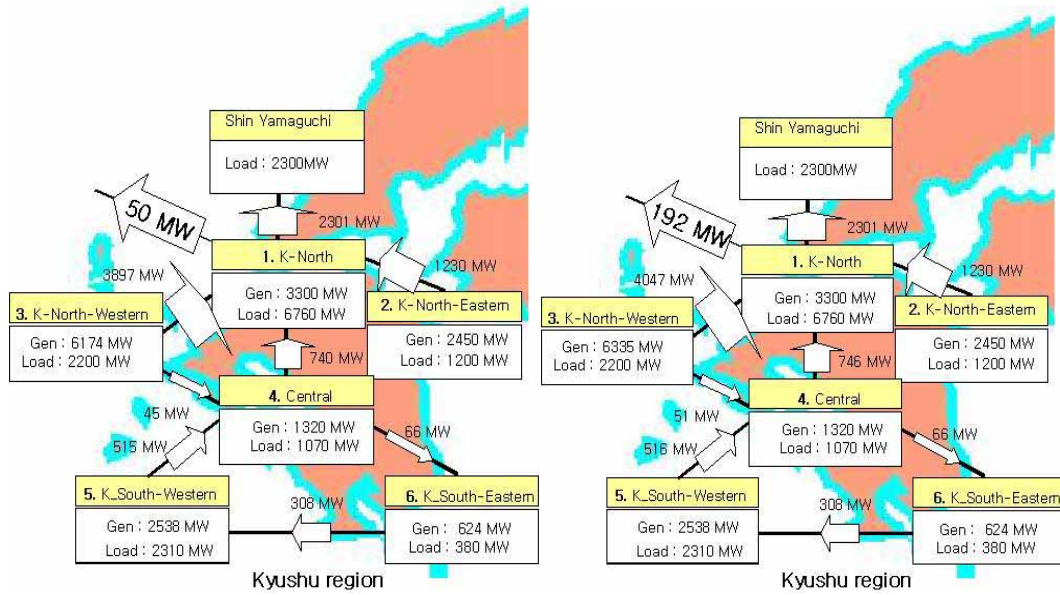 Shin Yamaguchi
Load : 2300MW
50 MW
2301 MW
1. K-North
Gen : 3300 MW
Load : 6760 MW
1230 MW
3897 MW
2. K-North-Eastern
Gen : 2450 MW
Load : 1200 MW
3. K-North-Western
Gen : 6174 MW
Load : 2200 MW
740 MW
4. Central
Gen : 1320 MW
Load : 1070 MW
45 MW
515 MW
66 MW
5. K_South-Western
Gen : 2538 MW
Load : 2310 MW
308 MW
6. K_South-Eastern
Gen : 624 MW
Load : 380 MW
Kyushu region
Shin Yamaguchi
Load : 2300MW
192 MW
2301 MW
1. K-North
Gen : 3300 MW
Load : 6760 MW
1230 MW
4047 MW
2. K-North-Eastern
Gen : 2450 MW
Load : 1200 MW
3. K-North-Western
Gen : 6335 MW
Load : 2200 MW
746 MW
4. Central
Gen : 1320 MW
Load : 1070 MW
51 MW
516 MW
66 MW
5. K_South-Western
Gen : 2538 MW
Load : 2310 MW
308 MW
6. K_South-Eastern
Gen : 624 MW
Load : 380 MW
Kyushu region